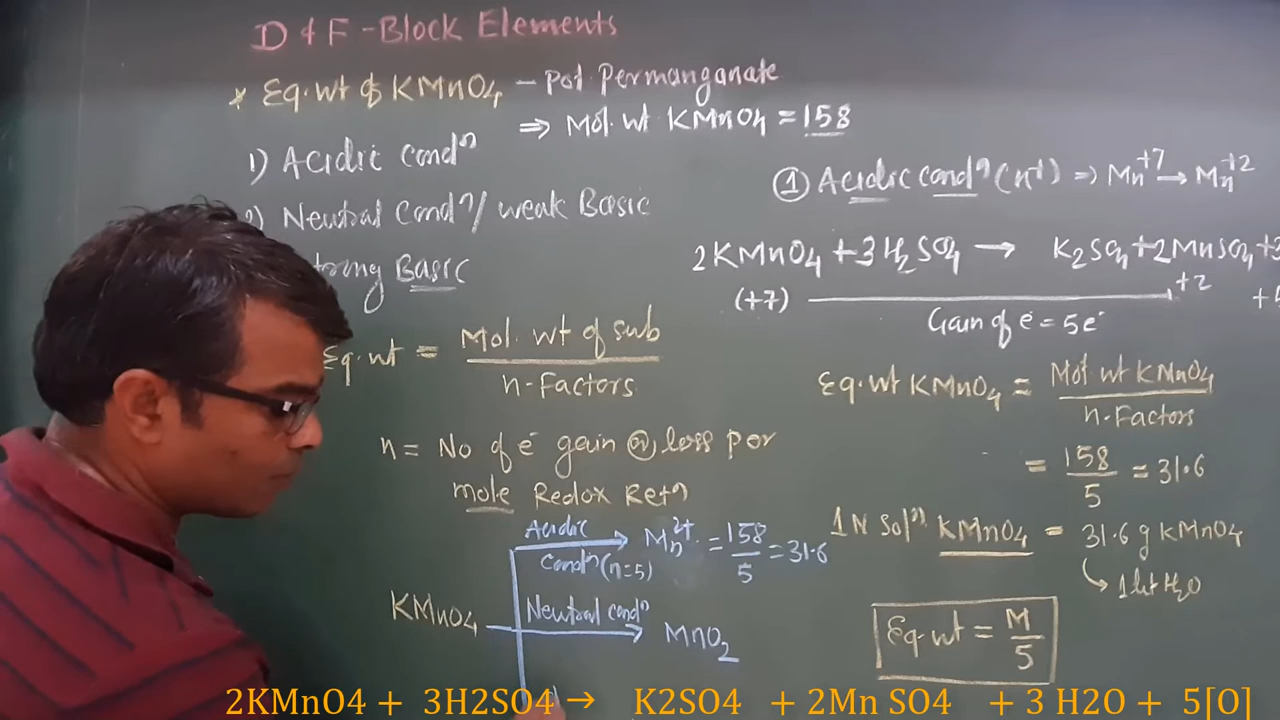 D & F-Block Elements
* Eq.wt of KMnO4 - Pot. Permanganate
⇒ Mol. wt KMnO4 = 158
1) Acidic Condⁿ
2) Neutral Condⁿ/ weak Basic
Strong Basic
Eq.wt = Mol. wt of sub
n-Factors
n = No of e⁻ gain or loss per
mole Redox Retⁿ
KMnO4
Acidic
Condⁿ (n=5)
Mn²⁺ = 158/5 = 31.6
Neutral condⁿ
MnO₂
① Acidic condⁿ (H⁺) ⇒ Mn⁺⁷ → Mn⁺²
2KMnO4 + 3H₂SO4 → K₂SO4 + 2MnSO4 + 3
(+7) +2 +5
Gain of e⁻ = 5e⁻
Eq.wt KMnO4 = Mol wt KMnO4
n-Factors
= 158/5 = 31.6
1N Solⁿ KMnO4 = 31.6 g KMnO4
↳ 1 lit H₂O
Eq.wt = M/5
2KMnO4 + 3H2SO4 → K2SO4 + 2Mn SO4 + 3 H2O + 5[O]